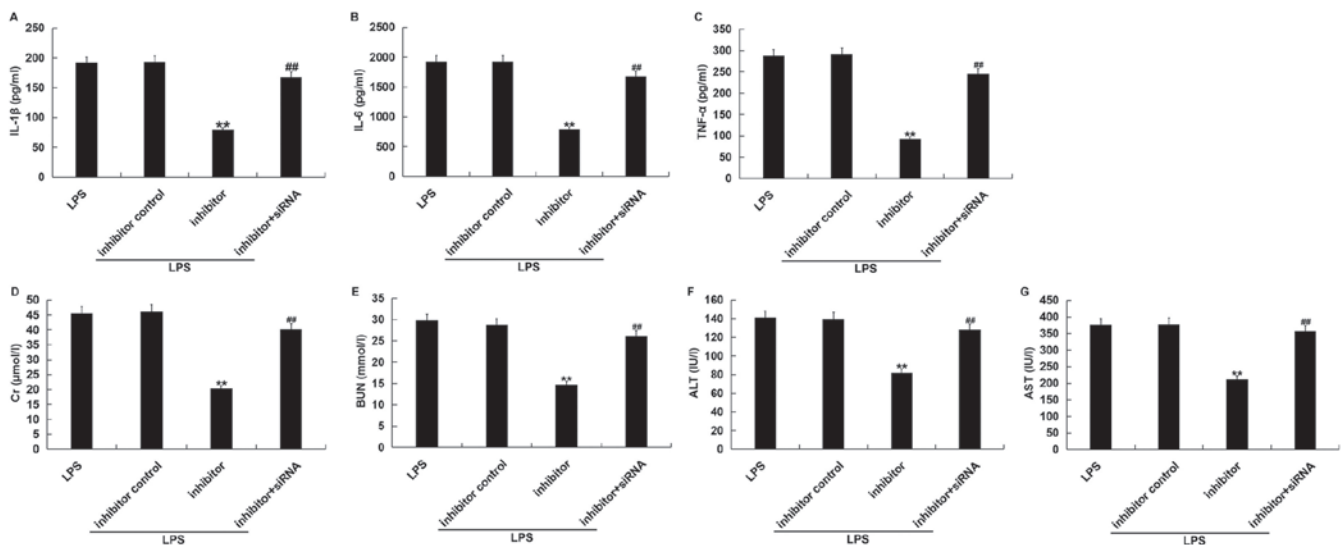 A
IL-1β (pg/ml)
250
200
150
100
50
0
**
##
LPS
inhibitor control
inhibitor
inhibitor+siRNA
LPS
B
IL-6 (pg/ml)
2500
2000
1500
1000
500
0
**
##
LPS
inhibitor control
inhibitor
inhibitor+siRNA
LPS
C
TNF-α (pg/ml)
350
300
250
200
150
100
50
0
**
##
LPS
inhibitor control
inhibitor
inhibitor+siRNA
LPS
D
Cr (μmol/l)
50
45
40
35
30
25
20
15
10
5
0
**
##
LPS
inhibitor control
inhibitor
inhibitor+siRNA
LPS
E
BUN (mmol/l)
35
30
25
20
15
10
5
0
**
##
LPS
inhibitor control
inhibitor
inhibitor+siRNA
LPS
F
ALT (IU/l)
160
140
120
100
80
60
40
20
0
**
##
LPS
inhibitor control
inhibitor
inhibitor+siRNA
LPS
G
AST (IU/l)
450
400
350
300
250
200
150
100
50
0
**
##
LPS
inhibitor control
inhibitor
inhibitor+siRNA
LPS